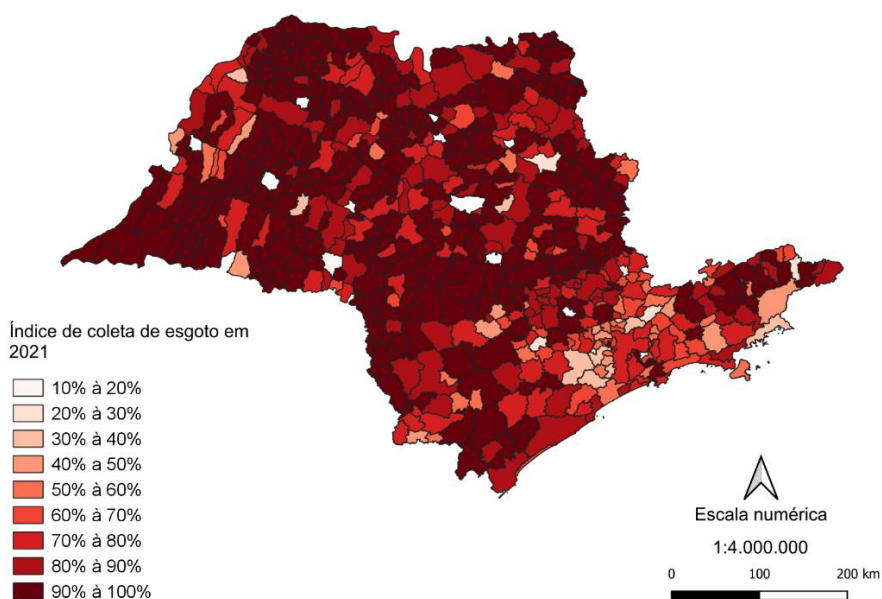 Índice de coleta de esgoto em
2021
10% à 20%
20% à 30%
30% à 40%
40% a 50%
50% à 60%
60% à 70%
70% à 80%
80% à 90%
90% à 100%
Escala numérica
1:4.000.000
0 100 200 km